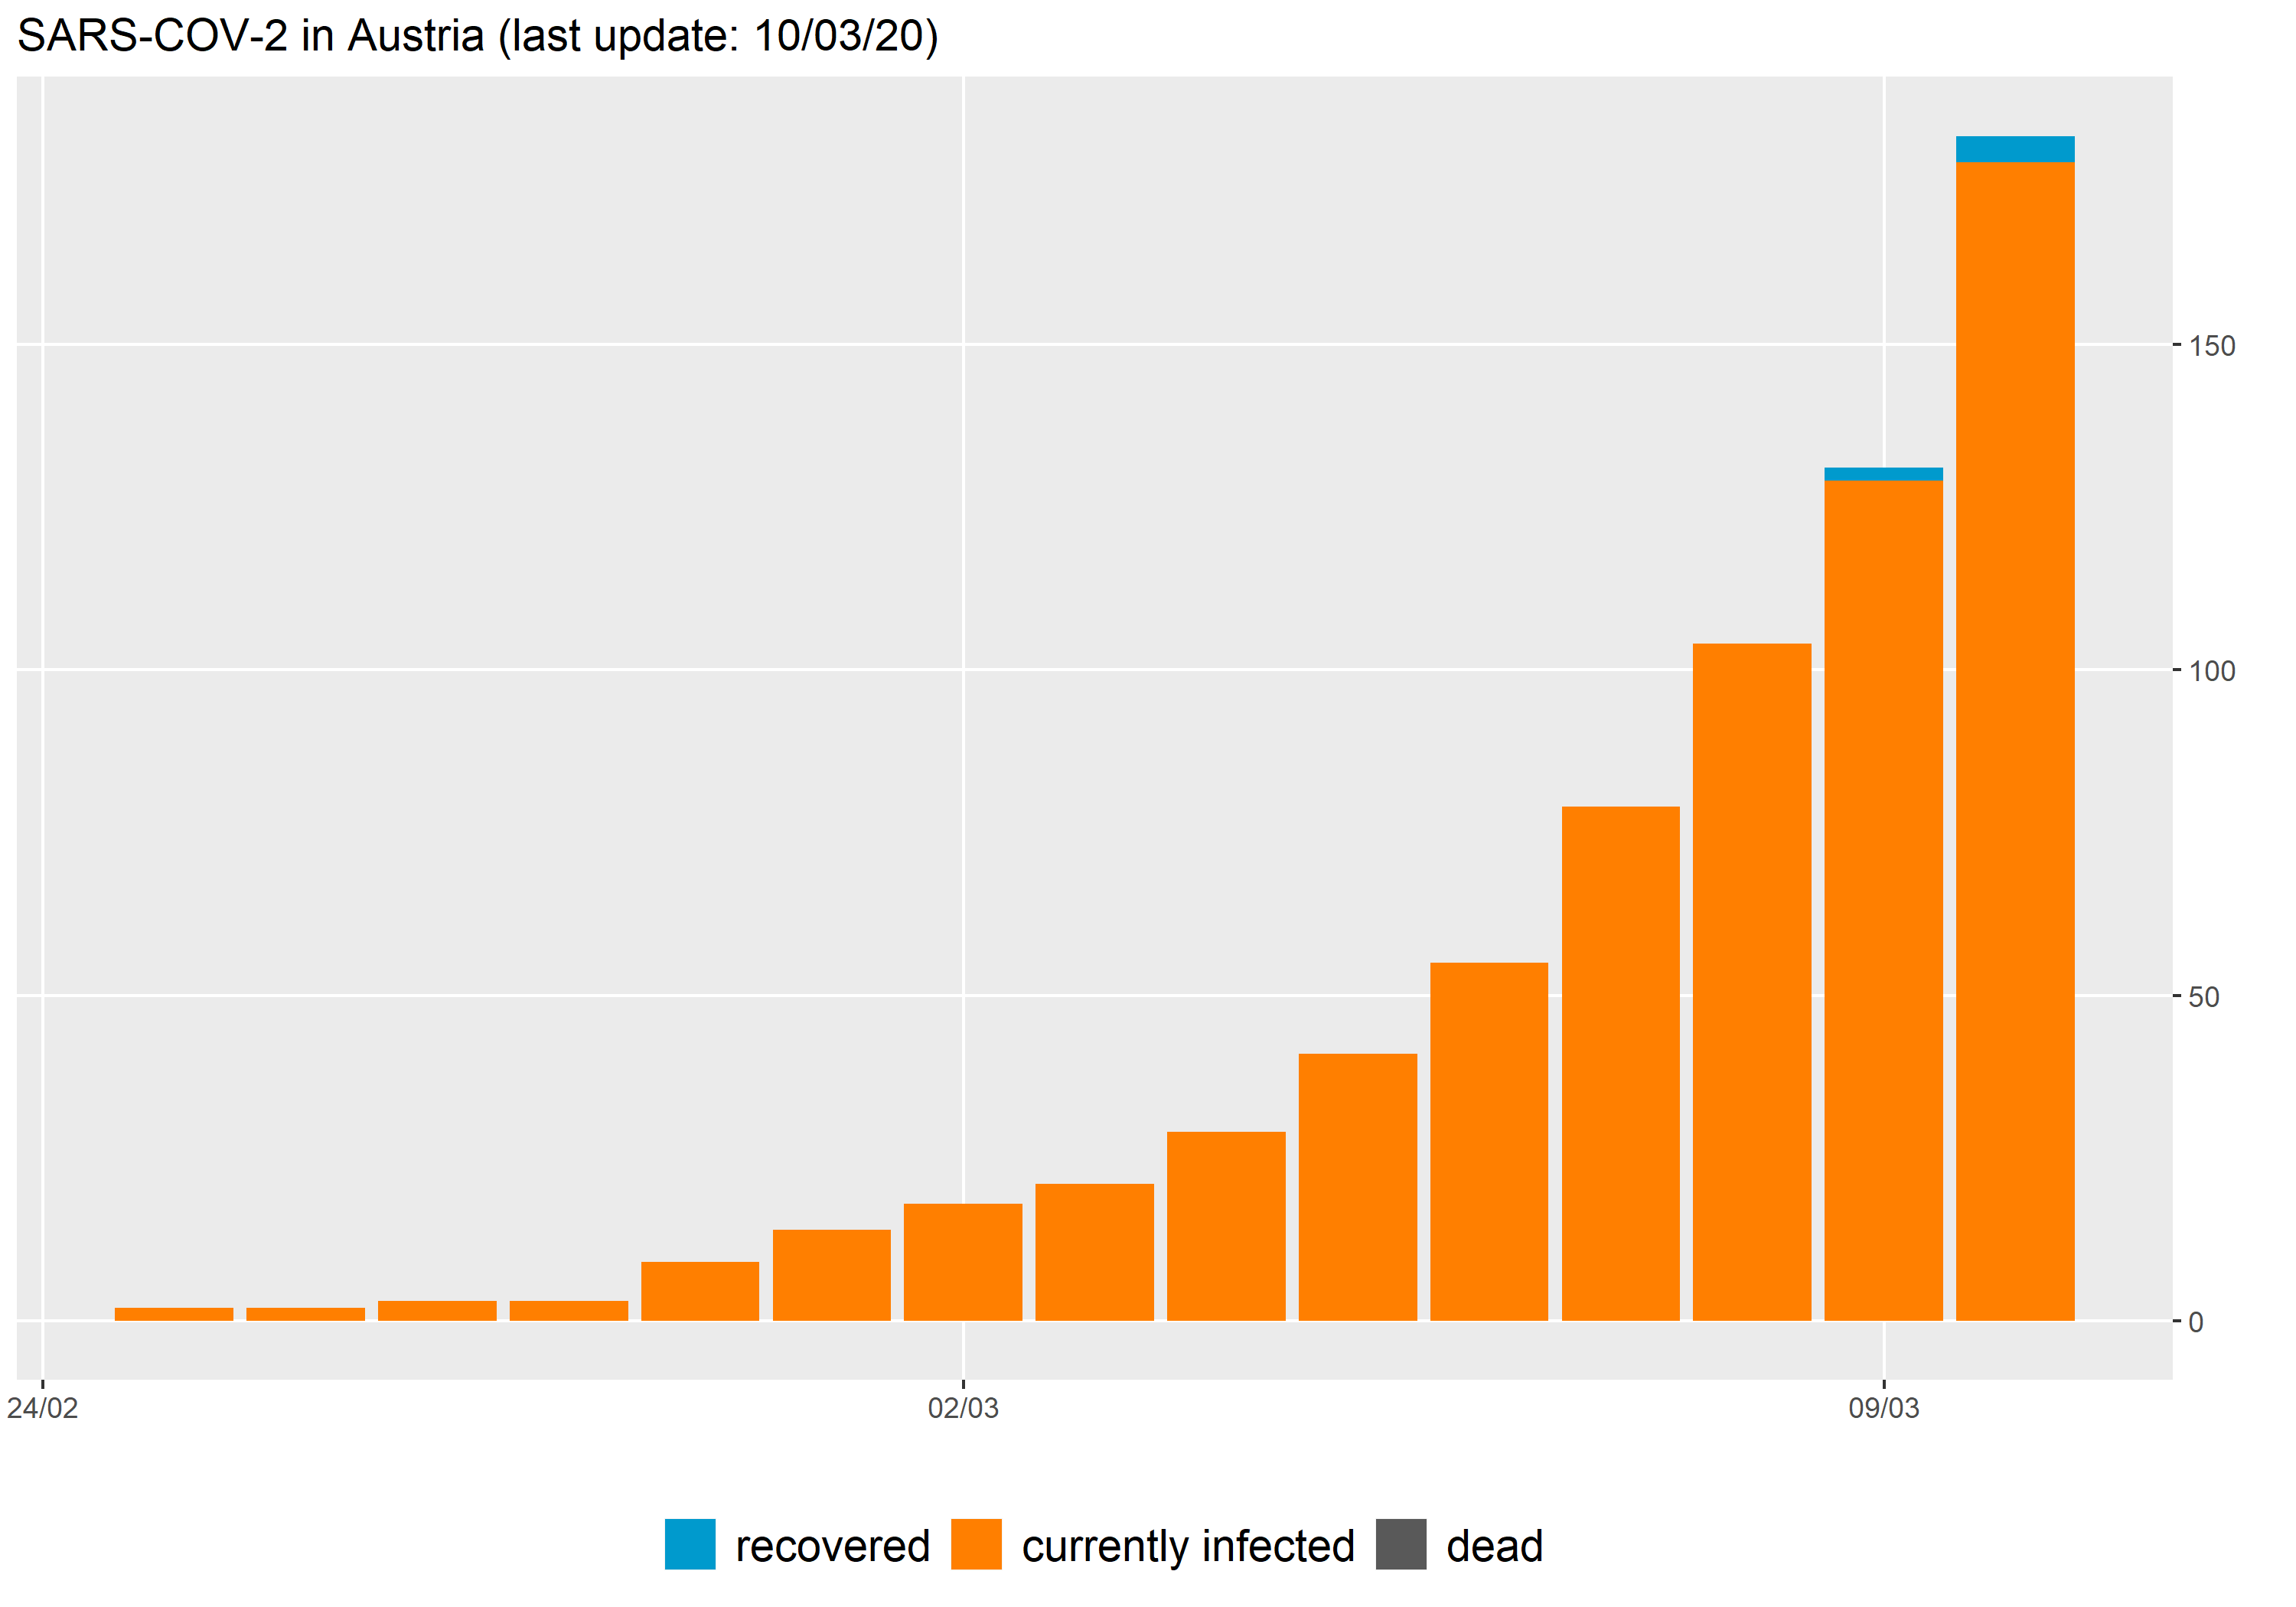 SARS-COV-2 in Austria (last update: 10/03/20)
150
100
50
0
24/02 02/03 09/03
recovered currently infected dead